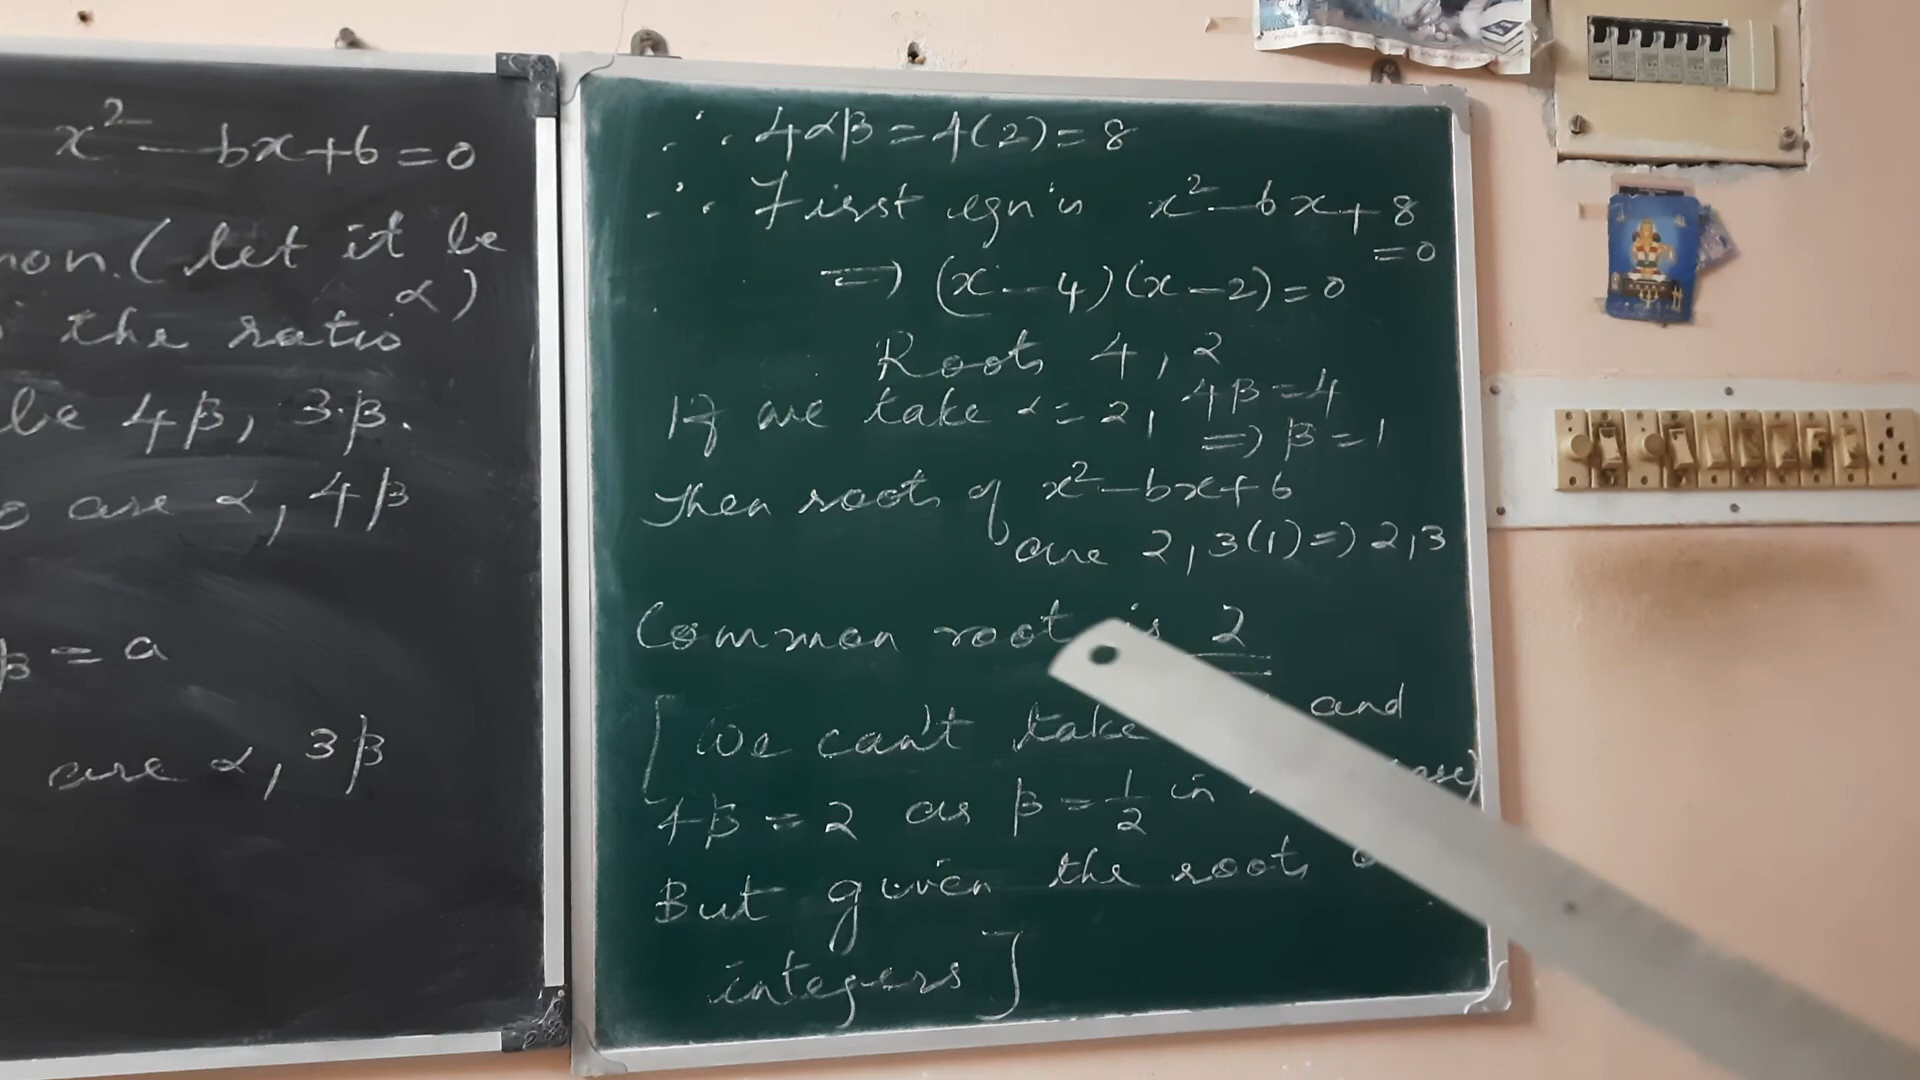 x² - bx + 6 = 0
(let it be
α)
the ratio
be 4β, 3β.
are α, 4β
β = a
are α, 3β
∴ 4αβ = 4(2) = 8
∴ First eqn is x² - 6x + 8
= 0
⇒ (x - 4)(x - 2) = 0
Roots 4, 2
If we take α = 2, 4β = 4
⇒ β = 1
Then roots of x² - bx + 6
are 2, 3(1) ⇒ 2, 3
Common root is 2
[We can't take and
4β = 2 as β = 1/2 in case)
But given the roots
integers]